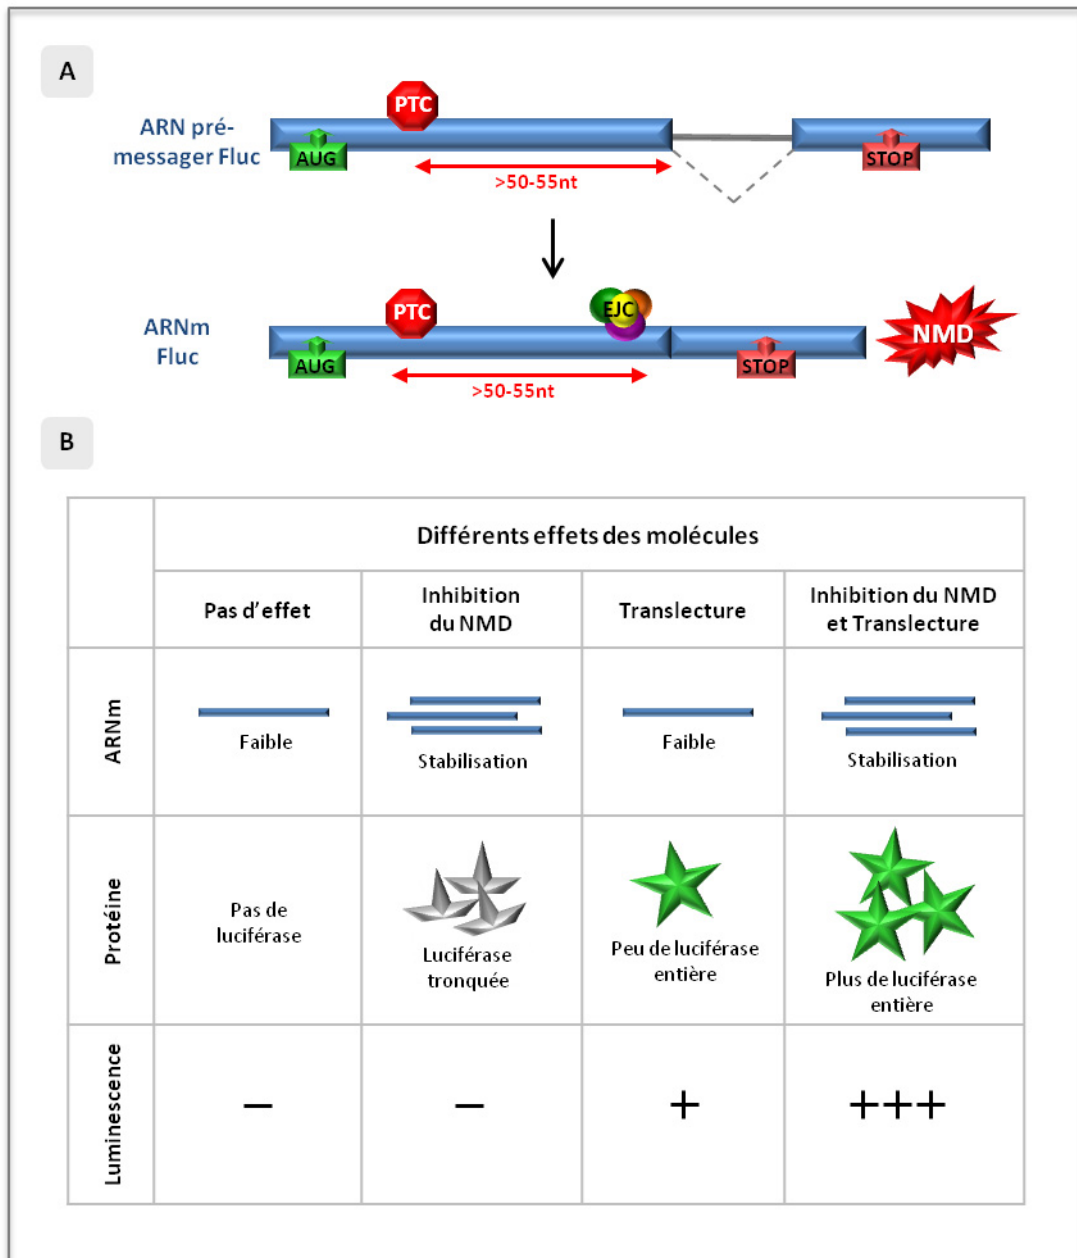 A
PTC
ARN pré-
messager Fluc
AUG
STOP
>50-55nt
PTC
EJC
ARNm
Fluc
NMD
AUG
STOP
>50-55nt
B
Différents effets des molécules
Pas d'effet
Inhibition
du NMD
Translecture
Inhibition du NMD
et Translecture
ARNm
Faible
Stabilisation
Faible
Stabilisation
Protéine
Pas de
luciférase
Luciférase
tronquée
Peu de luciférase
entière
Plus de luciférase
entière
Luminescence
–
–
+
+++